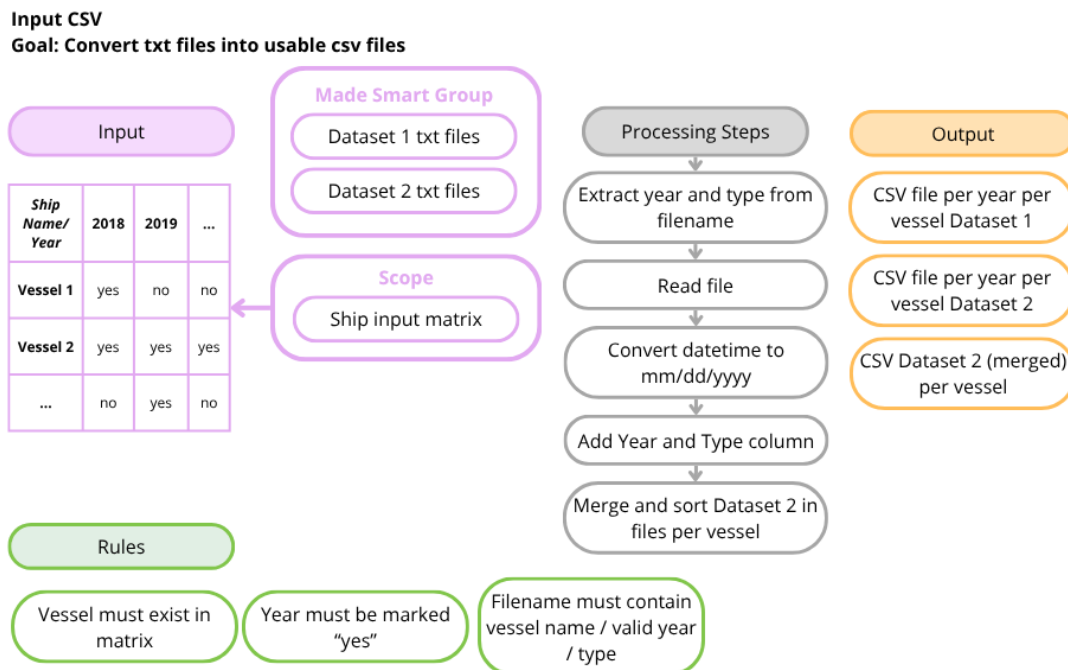 Input CSV
Goal: Convert txt files into usable csv files
Input
Ship
Name/
Year
2018
2019
...
Vessel 1
yes
no
no
Vessel 2
yes
yes
yes
...
no
yes
no
Made Smart Group
Dataset 1 txt files
Dataset 2 txt files
Scope
Ship input matrix
Processing Steps
Extract year and type from
filename
Read file
Convert datetime to
mm/dd/yyyy
Add Year and Type column
Merge and sort Dataset 2 in
files per vessel
Output
CSV file per year per
vessel Dataset 1
CSV file per year per
vessel Dataset 2
CSV Dataset 2 (merged)
per vessel
Rules
Vessel must exist in
matrix
Year must be marked
“yes”
Filename must contain
vessel name / valid year
/ type